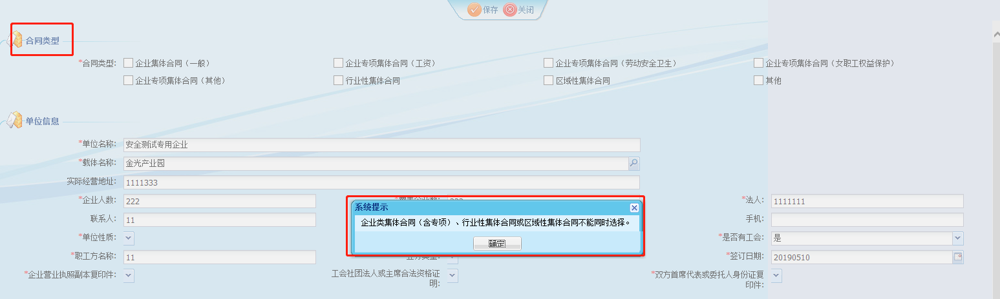 保存 关闭
合同类型
*合同类型: 企业集体合同（一般） 企业专项集体合同（工资） 企业专项集体合同（劳动安全卫生） 企业专项集体合同（女职工权益保护）
企业专项集体合同（其他） 行业性集体合同 区域性集体合同 其他
单位信息
*单位名称: 安全测试专用企业
*载体名称: 金光产业园
实际经营地址: 1111333
*企业人数: 222 *法人: 1111111
系统提示
企业类集体合同（含专项）、行业性集体合同或区域性集体合同不能同时选择。
确定
联系人: 11 手机:
*单位性质: *是否有工会: 是
*职工方名称: 11 *签订日期: 20190510
*企业营业执照副本复印件: 工会社团法人或主席合法资格证明: *双方首席代表或委托人身份证复印件: